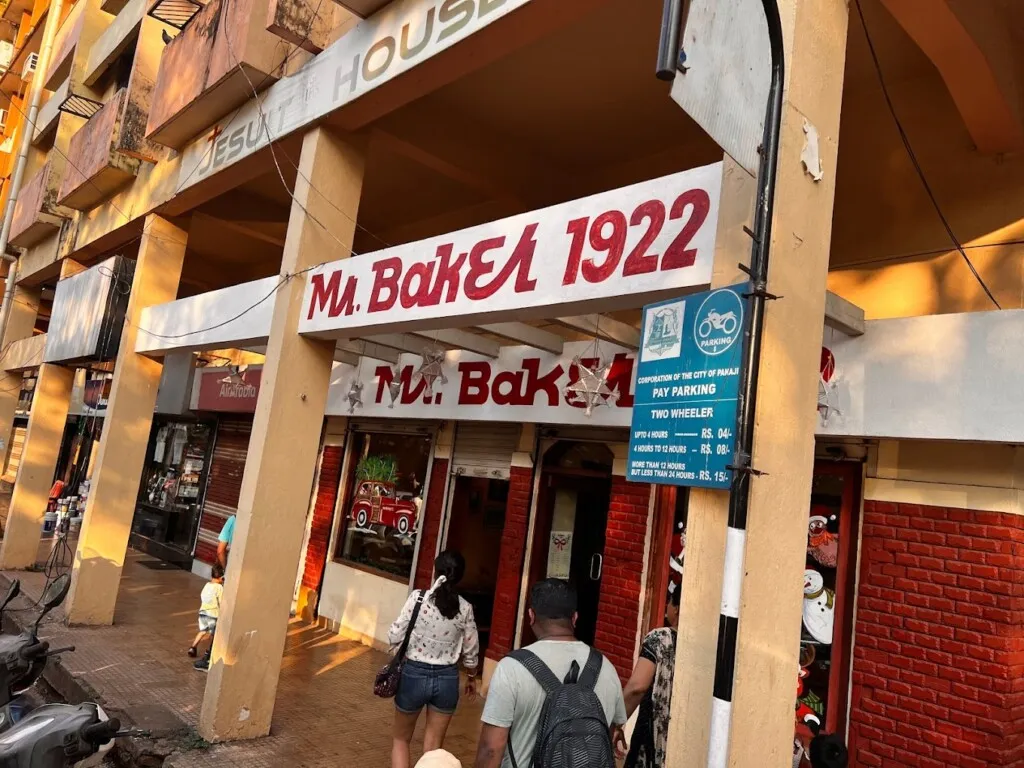 JESUIT HOUSE
Mr. Baker 1922
Mr. Baker
PARKING
CORPORATION OF THE CITY OF PANAJI
PAY PARKING
TWO WHEELER
UPTO 4 HOURS —— RS. 04/-
4 HOURS TO 12 HOURS - RS. 08/-
MORE THAN 12 HOURS
BUT LESS THAN 24 HOURS - RS. 15/-